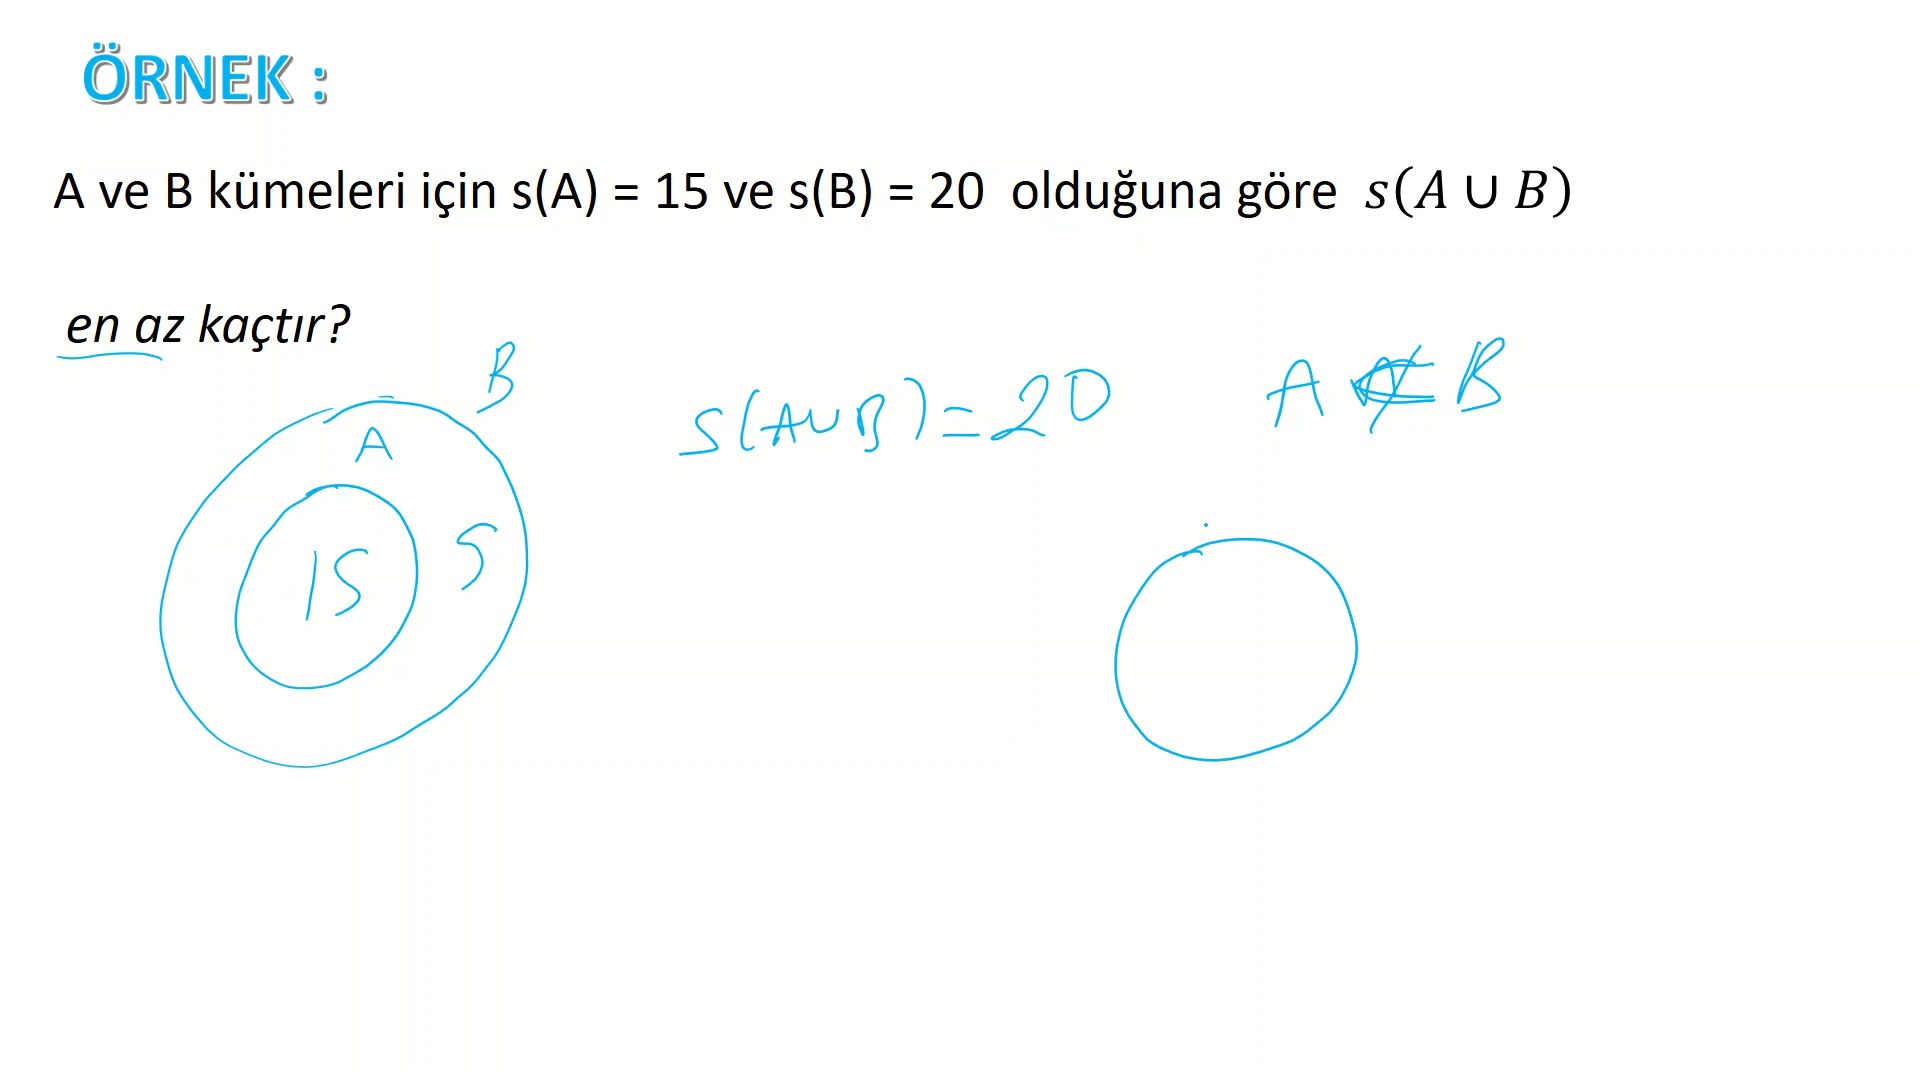 ÖRNEK :
A ve B kümeleri için s(A) = 15 ve s(B) = 20 olduğuna göre s(A ∪ B)
en az kaçtır?
B
A
15
5
S(A∪B)=20
A ⊄ B